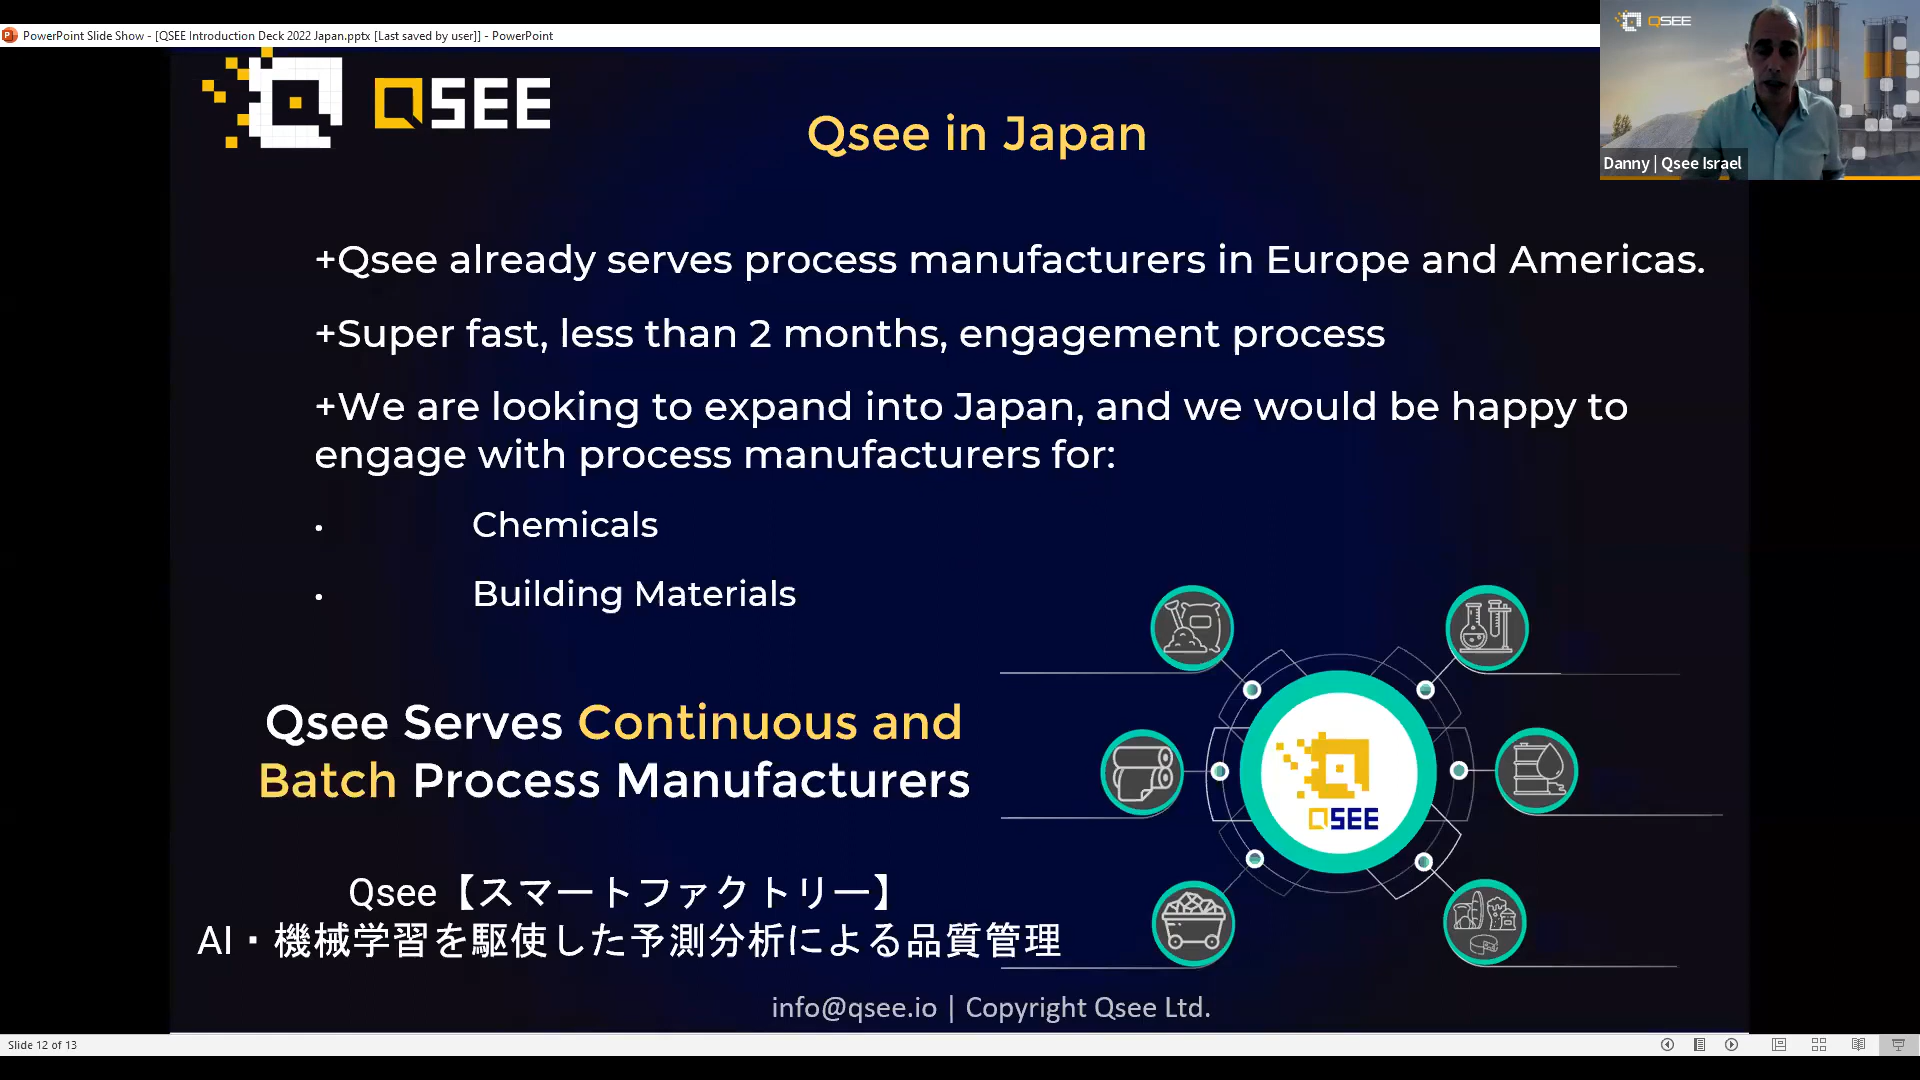 PowerPoint Slide Show - [QSEE Introduction Deck 2022 Japan.pptx [Last saved by user]] - PowerPoint
QSEE
QSEE
Danny | Qsee Israel
Qsee in Japan
+Qsee already serves process manufacturers in Europe and Americas.
+Super fast, less than 2 months, engagement process
+We are looking to expand into Japan, and we would be happy to
engage with process manufacturers for:
• Chemicals
• Building Materials
Qsee Serves Continuous and
Batch Process Manufacturers
QSEE
Qsee【スマートファクトリー】
AI・機械学習を駆使した予測分析による品質管理
info@qsee.io | Copyright Qsee Ltd.
Slide 12 of 13